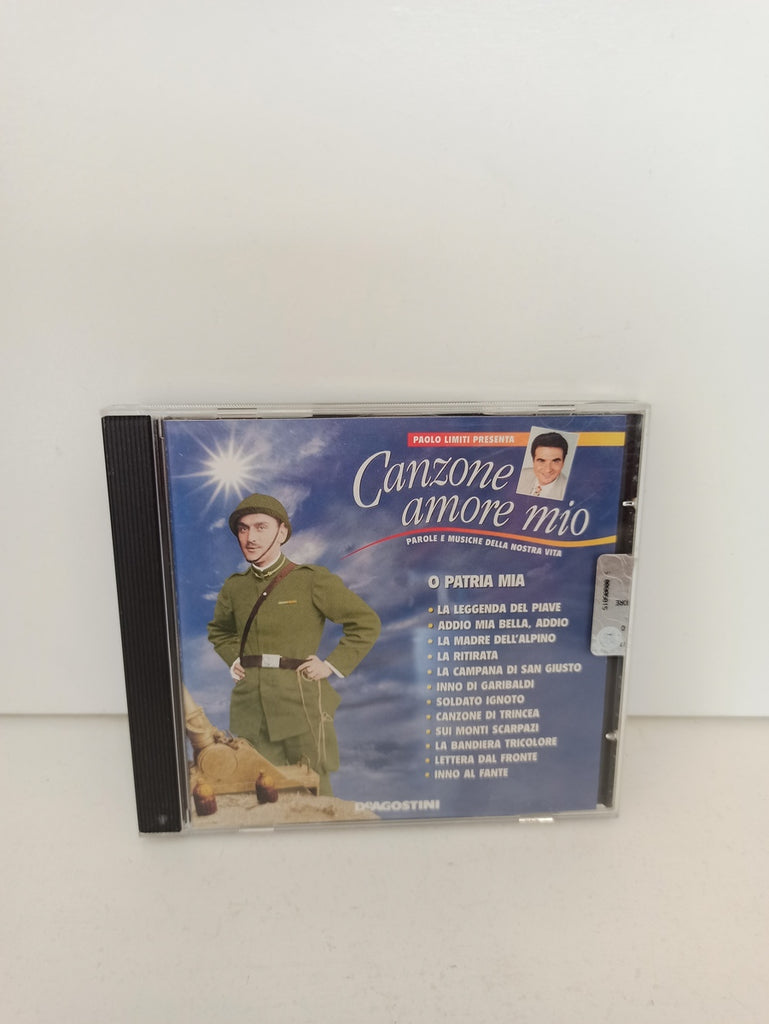 PAOLO LIMITI PRESENTA
Canzone
amore mio
PAROLE E MUSICHE DELLA NOSTRA VITA
O PATRIA MIA
• LA LEGGENDA DEL PIAVE
• ADDIO MIA BELLA, ADDIO
• LA MADRE DELL'ALPINO
• LA RITIRATA
• LA CAMPANA DI SAN GIUSTO
• INNO DI GARIBALDI
• SOLDATO IGNOTO
• CANZONE DI TRINCEA
• SUI MONTI SCARPAZI
• LA BANDIERA TRICOLORE
• LETTERA DAL FRONTE
• INNO AL FANTE
DEAGOSTINI